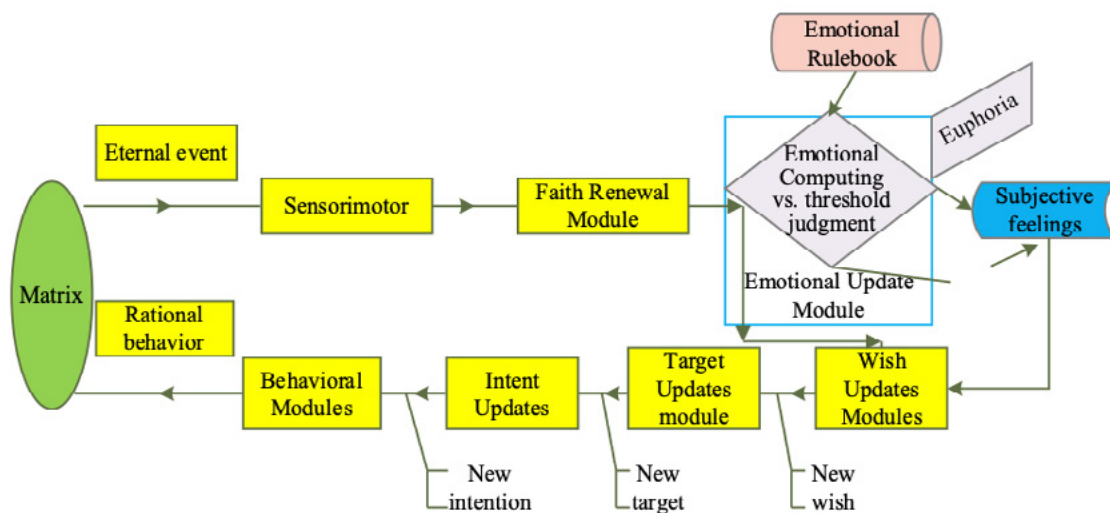 Emotional
Rulebook
Euphoria
Eternal event
Emotional
Computing
vs. threshold
judgment
Sensorimotor
Faith Renewal
Module
Subjective
feelings
Matrix
Emotional Update
Module
Rational
behavior
Behavioral
Modules
Intent
Updates
Target
Updates
module
Wish
Updates
Modules
New
intention
New
target
New
wish